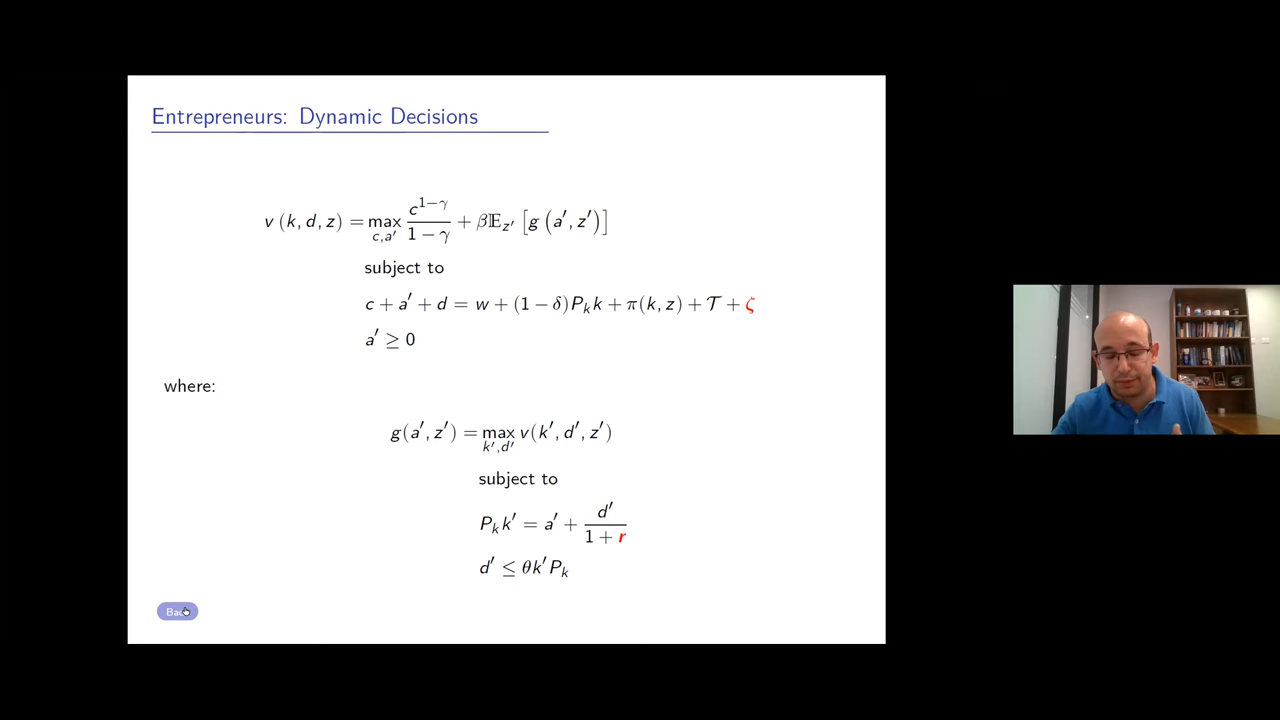 Entrepreneurs: Dynamic Decisions
v (k, d, z) = max_{c,a′} c^{1−γ}/(1 − γ) + β𝔼_{z′} [g (a′, z′)]
subject to
c + a′ + d = w + (1 − δ)P_k k + π(k, z) + 𝒯 + ζ
a′ ≥ 0
where:
g(a′, z′) = max_{k′,d′} v(k′, d′, z′)
subject to
P_k k′ = a′ + d′/(1 + r)
d′ ≤ θk′P_k
Back